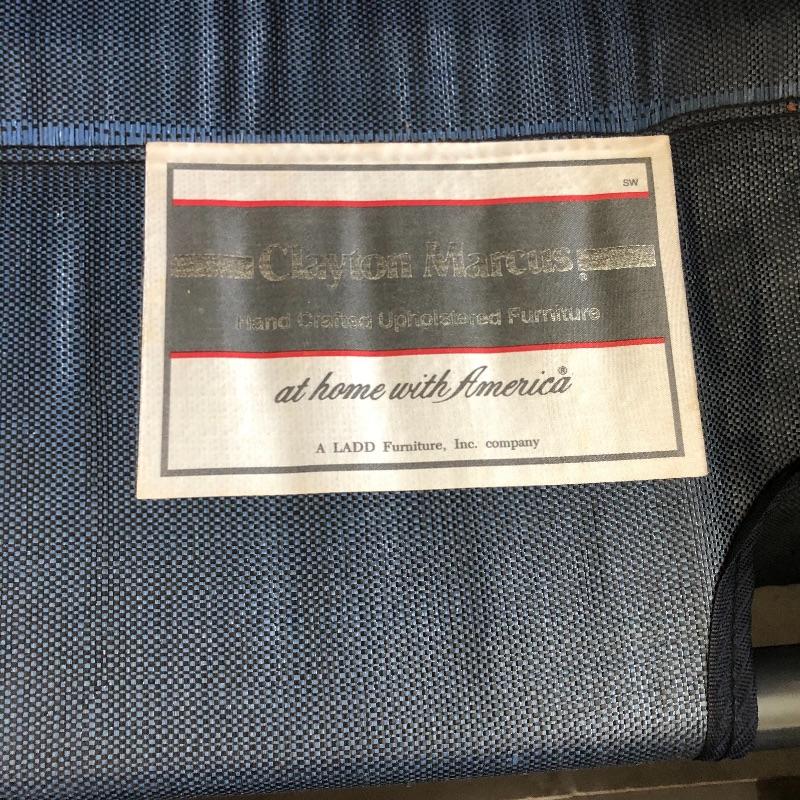 SW
Clayton Marcus
Hand Crafted Upholstered Furniture
at home with America®
A LADD Furniture, Inc. company